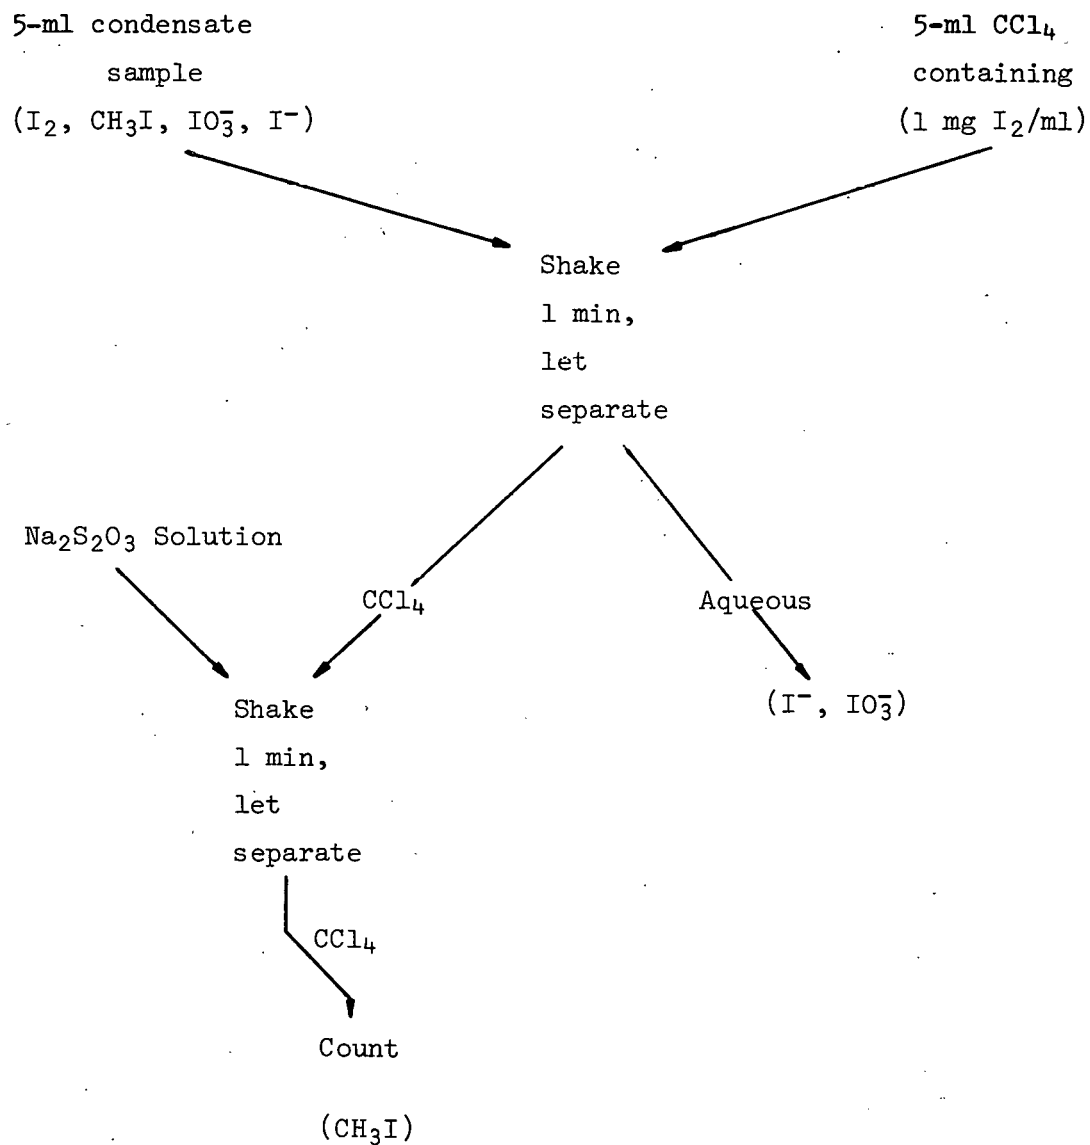 5-ml condensate
sample
(I₂, CH₃I, IO₃⁻, I⁻)
5-ml CCl₄
containing
(1 mg I₂/ml)
Shake
1 min,
let
separate
Na₂S₂O₃ Solution
CCl₄
Aqueous
(I⁻, IO₃⁻)
Shake
1 min,
let
separate
CCl₄
Count
(CH₃I)